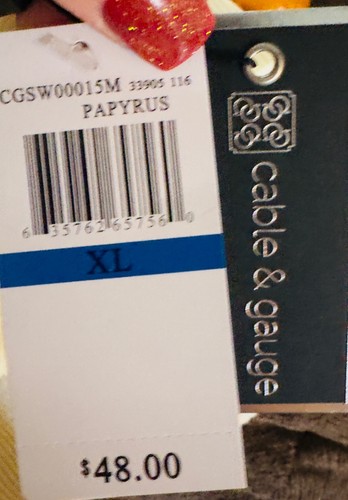 CGSW00015M 33905 116
PAPYRUS
6 35762 65756 0
XL
$48.00
cable & gauge